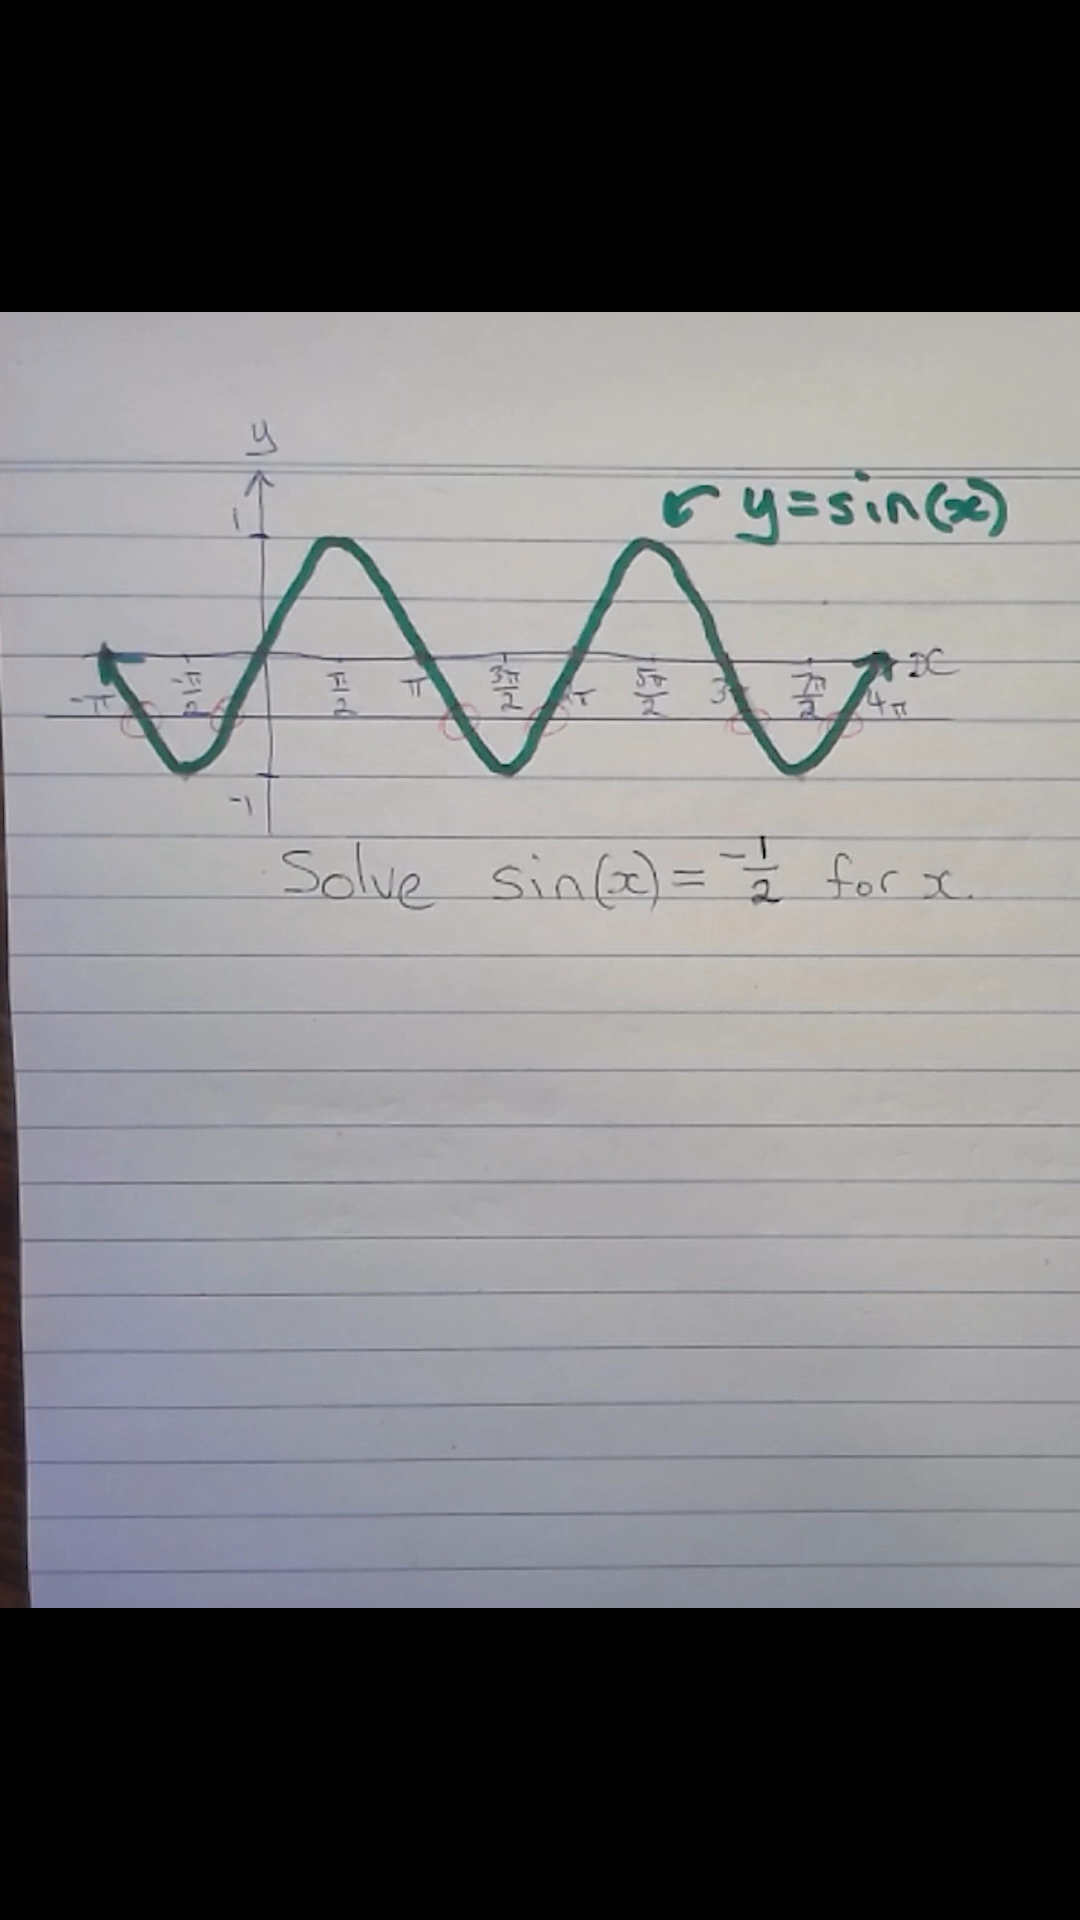 y
1
y=sin(x)
-π -π/2 π/2 π 3π/2 5π/2 7π/2 4π x
-1
Solve sin(x) = -1/2 for x.